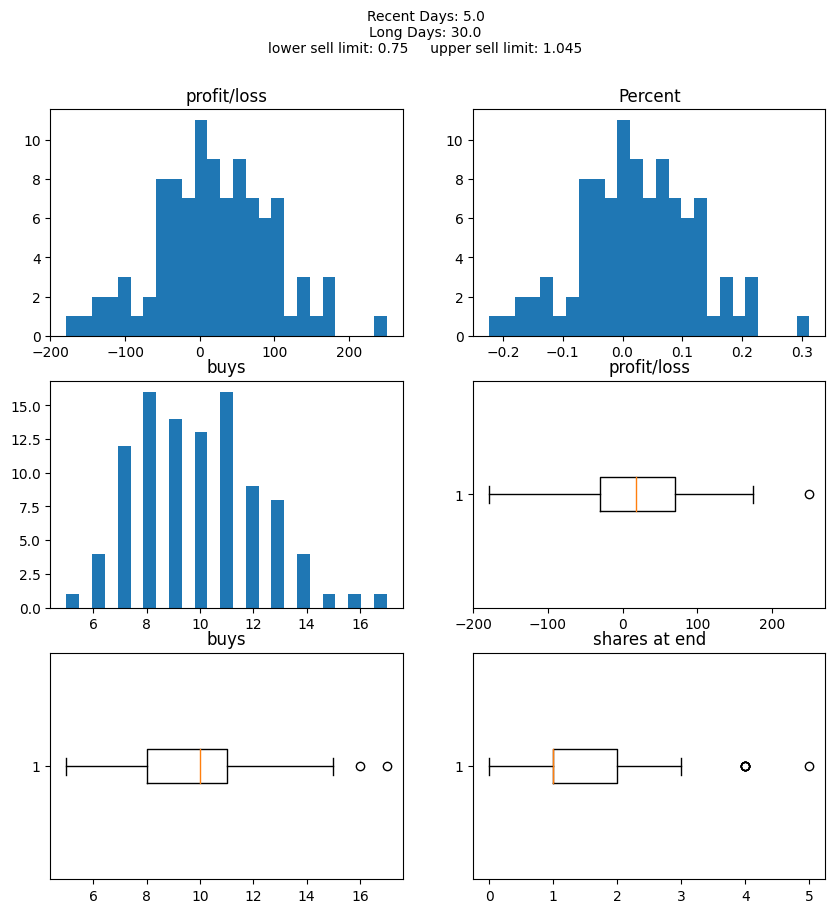 Recent Days: 5.0
Long Days: 30.0
lower sell limit: 0.75     upper sell limit: 1.045
profit/loss
10
8
6
4
2
0
−200 −100 0 100 200
Percent
10
8
6
4
2
0
−0.2 −0.1 0.0 0.1 0.2 0.3
buys
15.0
12.5
10.0
7.5
5.0
2.5
0.0
6 8 10 12 14 16
profit/loss
1
−200 −100 0 100 200
buys
1
6 8 10 12 14 16
shares at end
1
0 1 2 3 4 5